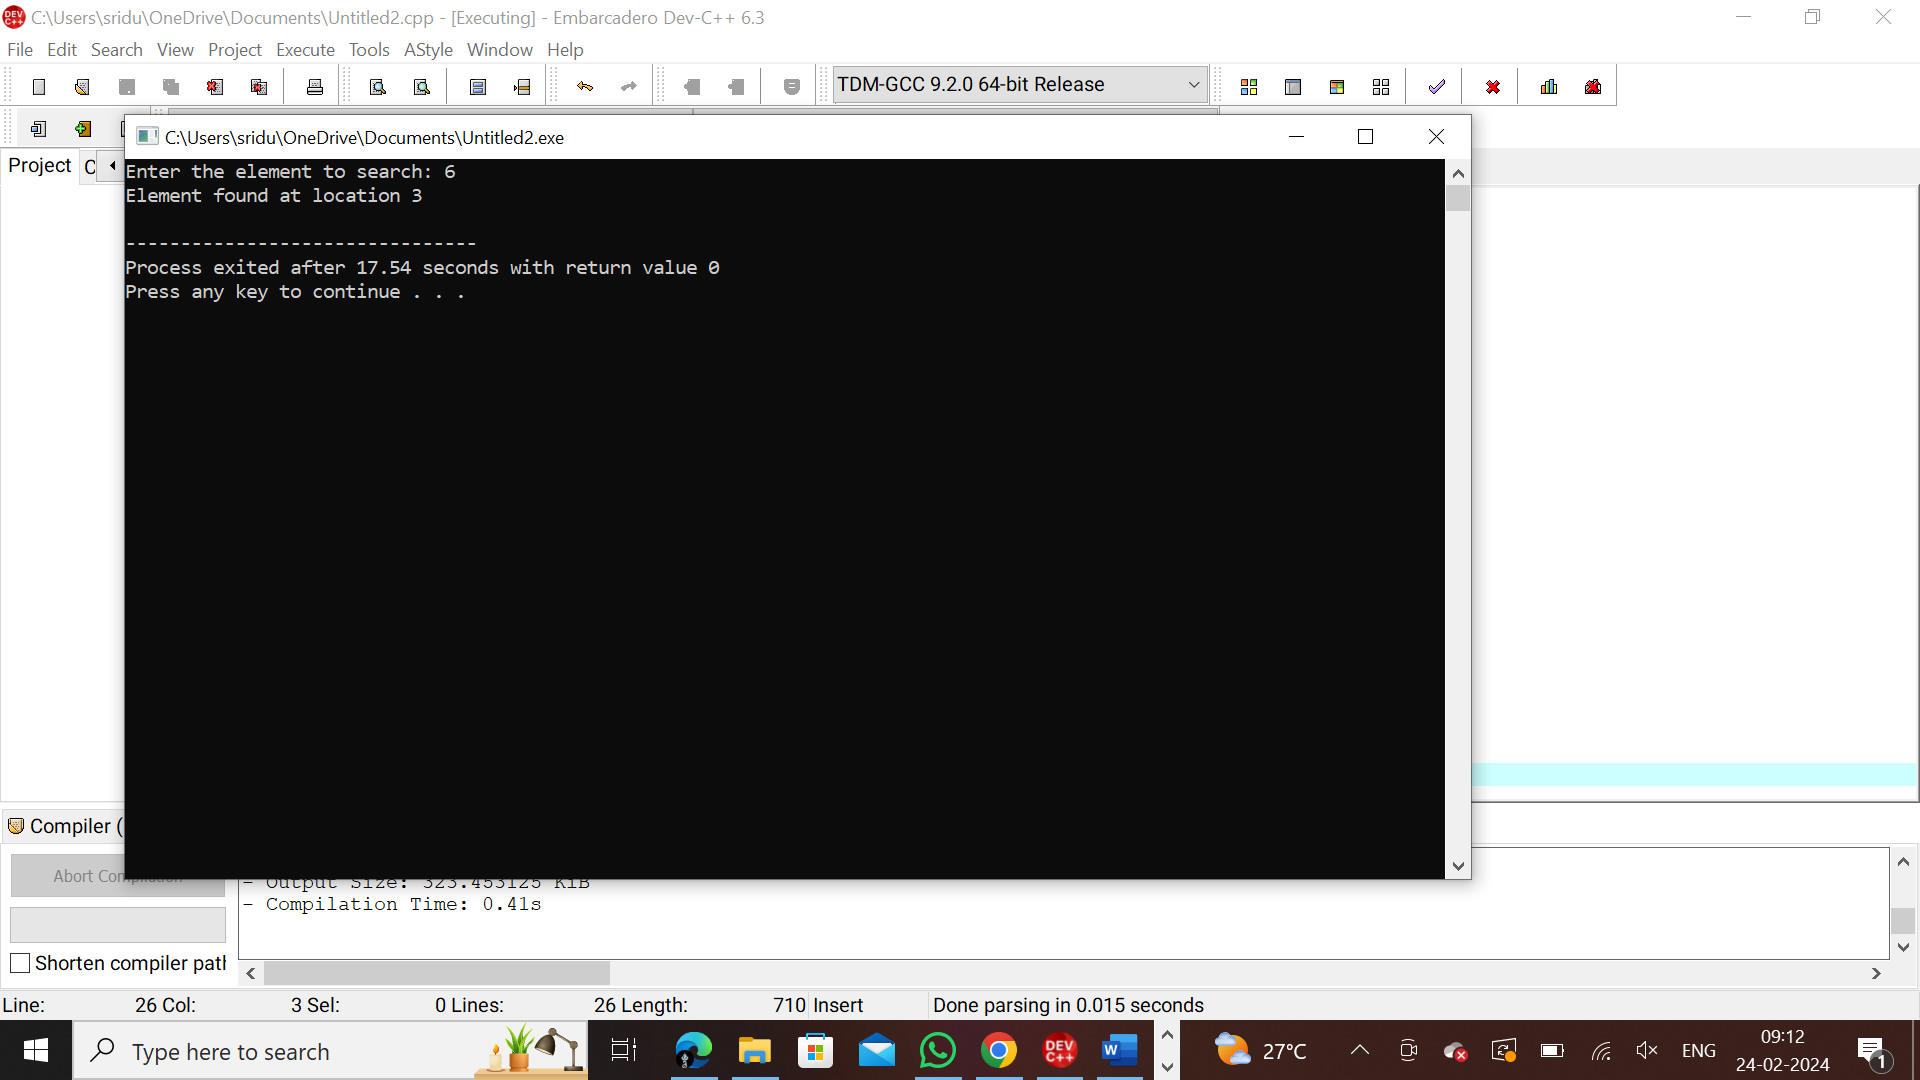 C:\Users\sridu\OneDrive\Documents\Untitled2.cpp - [Executing] - Embarcadero Dev-C++ 6.3
File Edit Search View Project Execute Tools AStyle Window Help
TDM-GCC 9.2.0 64-bit Release
C:\Users\sridu\OneDrive\Documents\Untitled2.exe
Project C
Enter the element to search: 6
Element found at location 3
--------------------------------
Process exited after 17.54 seconds with return value 0
Press any key to continue . . .
Compiler (
Abort Compilation
- Output Size: 323.453125 KiB
- Compilation Time: 0.41s
Shorten compiler path
Line: 26 Col: 3 Sel: 0 Lines: 26 Length: 710 Insert Done parsing in 0.015 seconds
Type here to search
DEV C++
W
27°C
ENG
09:12
24-02-2024
1